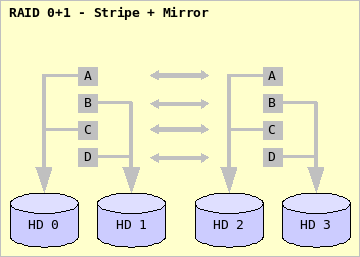 RAID 0+1 - Stripe + Mirror
A A
B B
C C
D D
HD 0 HD 1 HD 2 HD 3